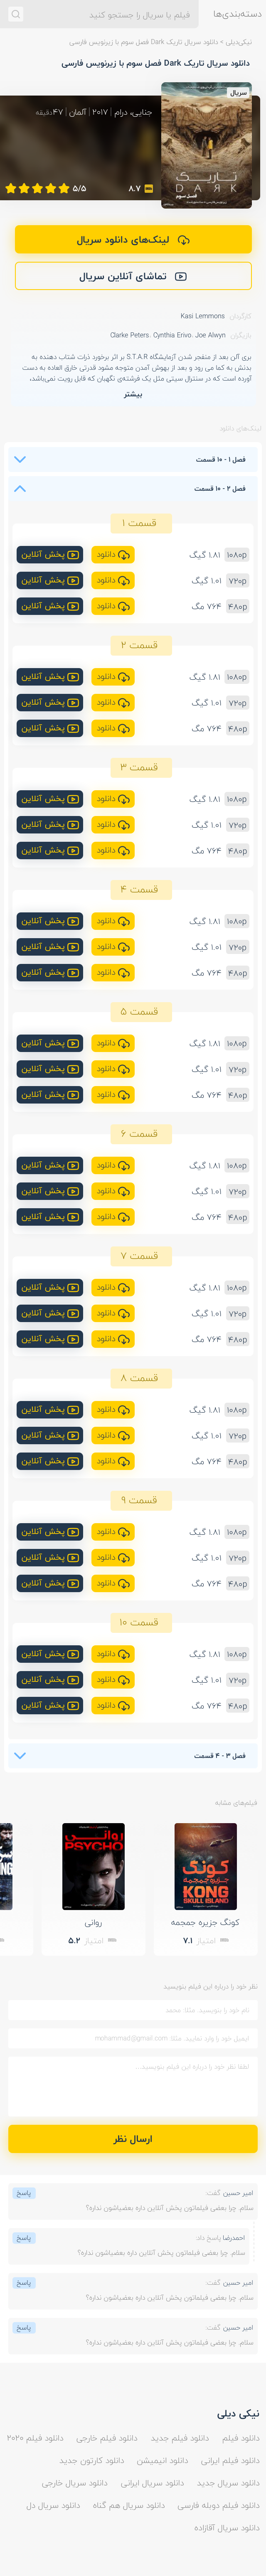 دسته‌بندی‌ها
فیلم یا سریال را جستجو کنید
نیکی‌دیلی > دانلود سریال تاریک Dark فصل سوم با زیرنویس فارسی
دانلود سریال تاریک Dark فصل سوم با زیرنویس فارسی
سریال
تاریک
DARK
جنایی، درام | ۲۰۱۷ | آلمان | ۴۷ دقیقه
۸.۷
۵/۵
لینک‌های دانلود سریال
تماشای آنلاین سریال
کارگردان: Kasi Lemmons
بازیگران: Clarke Peters، Cynthia Erivo، Joe Alwyn
بری آلن بعد از منفجر شدن آزمایشگاه S.T.A.R بر اثر برخورد ذرات شتاب دهنده به
بدنش به کما می رود و بعد از بهوش آمدن متوجه مشود قدرتی خارق العاده به دست
آورده است که در سنترال سیتی مثل یک فرشته‌ی نگهبان که قابل رویت نمی‌باشد،
بیشتر
لینک‌های دانلود
فصل ۱ - ۱۰ قسمت
فصل ۲ - ۱۰ قسمت
قسمت ۱
۱۰۸۰p ۱.۸۱ گیگ دانلود پخش آنلاین
۷۲۰p ۱.۰۱ گیگ دانلود پخش آنلاین
۴۸۰p ۷۶۴ مگ دانلود پخش آنلاین
قسمت ۲
۱۰۸۰p ۱.۸۱ گیگ دانلود پخش آنلاین
۷۲۰p ۱.۰۱ گیگ دانلود پخش آنلاین
۴۸۰p ۷۶۴ مگ دانلود پخش آنلاین
قسمت ۳
۱۰۸۰p ۱.۸۱ گیگ دانلود پخش آنلاین
۷۲۰p ۱.۰۱ گیگ دانلود پخش آنلاین
۴۸۰p ۷۶۴ مگ دانلود پخش آنلاین
قسمت ۴
۱۰۸۰p ۱.۸۱ گیگ دانلود پخش آنلاین
۷۲۰p ۱.۰۱ گیگ دانلود پخش آنلاین
۴۸۰p ۷۶۴ مگ دانلود پخش آنلاین
قسمت ۵
۱۰۸۰p ۱.۸۱ گیگ دانلود پخش آنلاین
۷۲۰p ۱.۰۱ گیگ دانلود پخش آنلاین
۴۸۰p ۷۶۴ مگ دانلود پخش آنلاین
قسمت ۶
۱۰۸۰p ۱.۸۱ گیگ دانلود پخش آنلاین
۷۲۰p ۱.۰۱ گیگ دانلود پخش آنلاین
۴۸۰p ۷۶۴ مگ دانلود پخش آنلاین
قسمت ۷
۱۰۸۰p ۱.۸۱ گیگ دانلود پخش آنلاین
۷۲۰p ۱.۰۱ گیگ دانلود پخش آنلاین
۴۸۰p ۷۶۴ مگ دانلود پخش آنلاین
قسمت ۸
۱۰۸۰p ۱.۸۱ گیگ دانلود پخش آنلاین
۷۲۰p ۱.۰۱ گیگ دانلود پخش آنلاین
۴۸۰p ۷۶۴ مگ دانلود پخش آنلاین
قسمت ۹
۱۰۸۰p ۱.۸۱ گیگ دانلود پخش آنلاین
۷۲۰p ۱.۰۱ گیگ دانلود پخش آنلاین
۴۸۰p ۷۶۴ مگ دانلود پخش آنلاین
قسمت ۱۰
۱۰۸۰p ۱.۸۱ گیگ دانلود پخش آنلاین
۷۲۰p ۱.۰۱ گیگ دانلود پخش آنلاین
۴۸۰p ۷۶۴ مگ دانلود پخش آنلاین
فصل ۳ - ۴ قسمت
فیلم‌های مشابه
کونگ
جزیره جمجمه
KONG
SKULL ISLAND
روانی
PSYCHO
کونگ جزیره جمجمه
روانی
امتیاز ۷.۱
امتیاز ۵.۲
نظر خود را درباره این فیلم بنویسید
نام خود را بنویسید. مثلا: محمد
ایمیل خود را وارد نمایید. مثلا: mohammad@gmail.com
لطفا نظر خود را درباره این فیلم بنویسید...
ارسال نظر
امیر حسین گفت: پاسخ
سلام. چرا بعضی فیلماتون پخش آنلاین داره بعضیاشون نداره؟
احمدرضا پاسخ داد: پاسخ
سلام. چرا بعضی فیلماتون پخش آنلاین داره بعضیاشون نداره؟
امیر حسین گفت: پاسخ
سلام. چرا بعضی فیلماتون پخش آنلاین داره بعضیاشون نداره؟
امیر حسین گفت: پاسخ
سلام. چرا بعضی فیلماتون پخش آنلاین داره بعضیاشون نداره؟
نیکی دیلی
دانلود فیلم دانلود فیلم جدید دانلود فیلم خارجی دانلود فیلم ۲۰۲۰
دانلود فیلم ایرانی دانلود انیمیشن دانلود کارتون جدید
دانلود سریال جدید دانلود سریال ایرانی دانلود سریال خارجی
دانلود فیلم دوبله فارسی دانلود سریال هم گناه دانلود سریال دل
دانلود سریال آقازاده